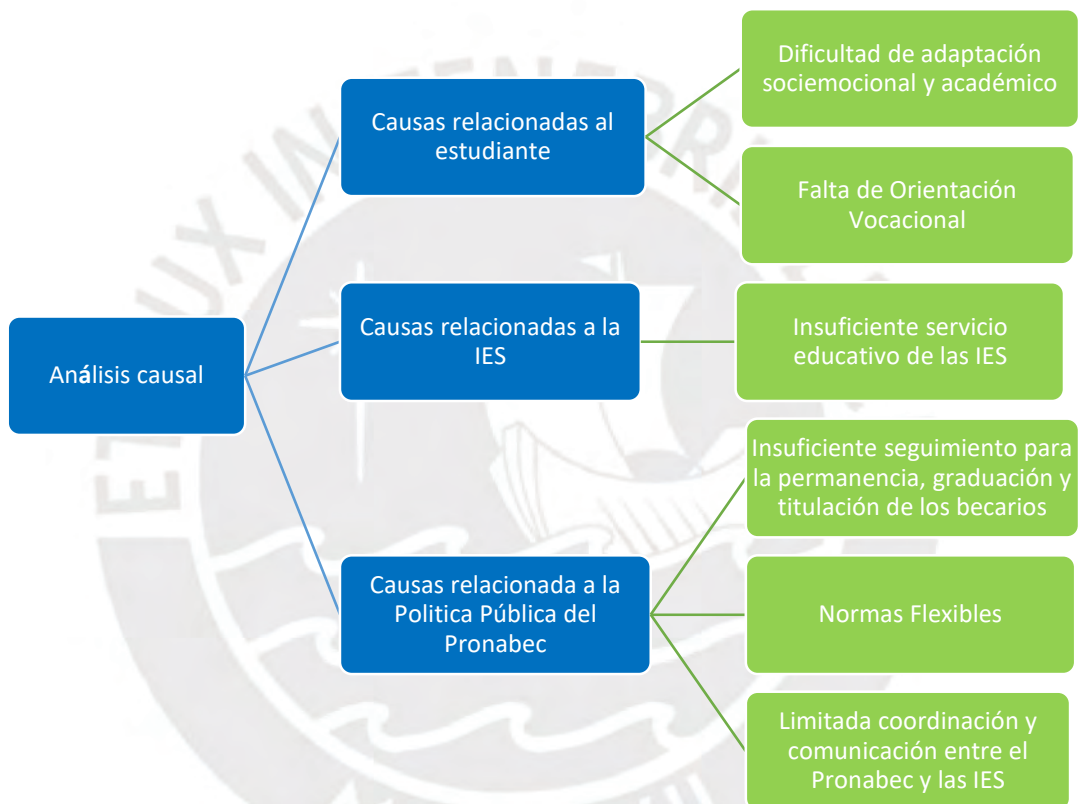 Análisis causal
Causas relacionadas al
estudiante
Dificultad de adaptación
sociemocional y académico
Falta de Orientación
Vocacional
Causas relacionadas a la
IES
Insuficiente servicio
educativo de las IES
Causas relacionada a la
Politica Pública del
Pronabec
Insuficiente seguimiento para
la permanencia, graduación y
titulación de los becarios
Normas Flexibles
Limitada coordinación y
comunicación entre el
Pronabec y las IES